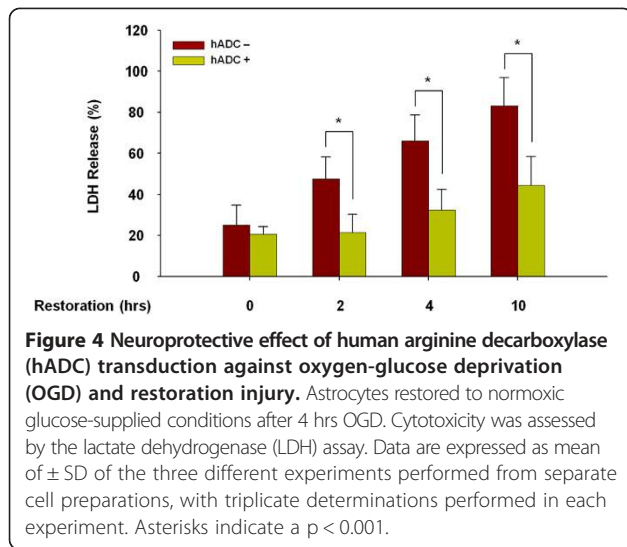 120
100
80
60
40
20
0
LDH Release (%)
hADC –
hADC +
*
*
*
Restoration (hrs) 0 2 4 10
Figure 4 Neuroprotective effect of human arginine decarboxylase
(hADC) transduction against oxygen-glucose deprivation
(OGD) and restoration injury. Astrocytes restored to normoxic
glucose-supplied conditions after 4 hrs OGD. Cytotoxicity was assessed
by the lactate dehydrogenase (LDH) assay. Data are expressed as mean
of ± SD of the three different experiments performed from separate
cell preparations, with triplicate determinations performed in each
experiment. Asterisks indicate a p < 0.001.